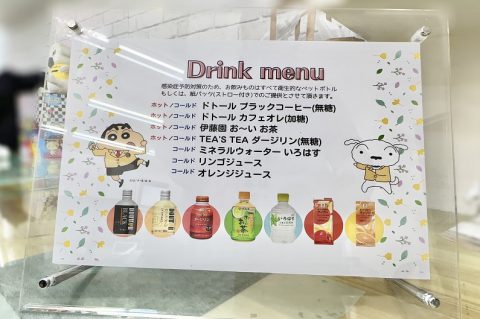 Drink menu
感染症予防対策のため、お飲みものはすべて衛生的なペットボトル
もしくは、紙パック(ストロー付き)でのご提供とさせて頂きます。
ホット/コールド ドトール ブラックコーヒー(無糖)
ホット/コールド ドトール カフェオレ(加糖)
ホット/コールド 伊藤園 お〜いお茶
ホット/コールド TEA'S TEA ダージリン(無糖)
コールド ミネラルウォーター いろはす
コールド リンゴジュース
コールド オレンジジュース
お茶